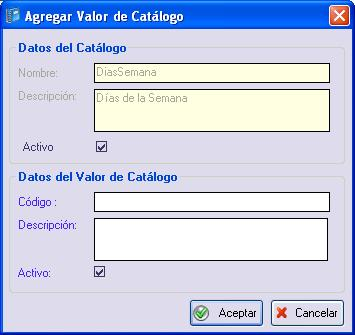 Agregar Valor de Catálogo
Datos del Catálogo
Nombre: DiasSemana
Descripción: Días de la Semana
Activo
Datos del Valor de Catálogo
Código :
Descripción:
Activo:
Aceptar Cancelar